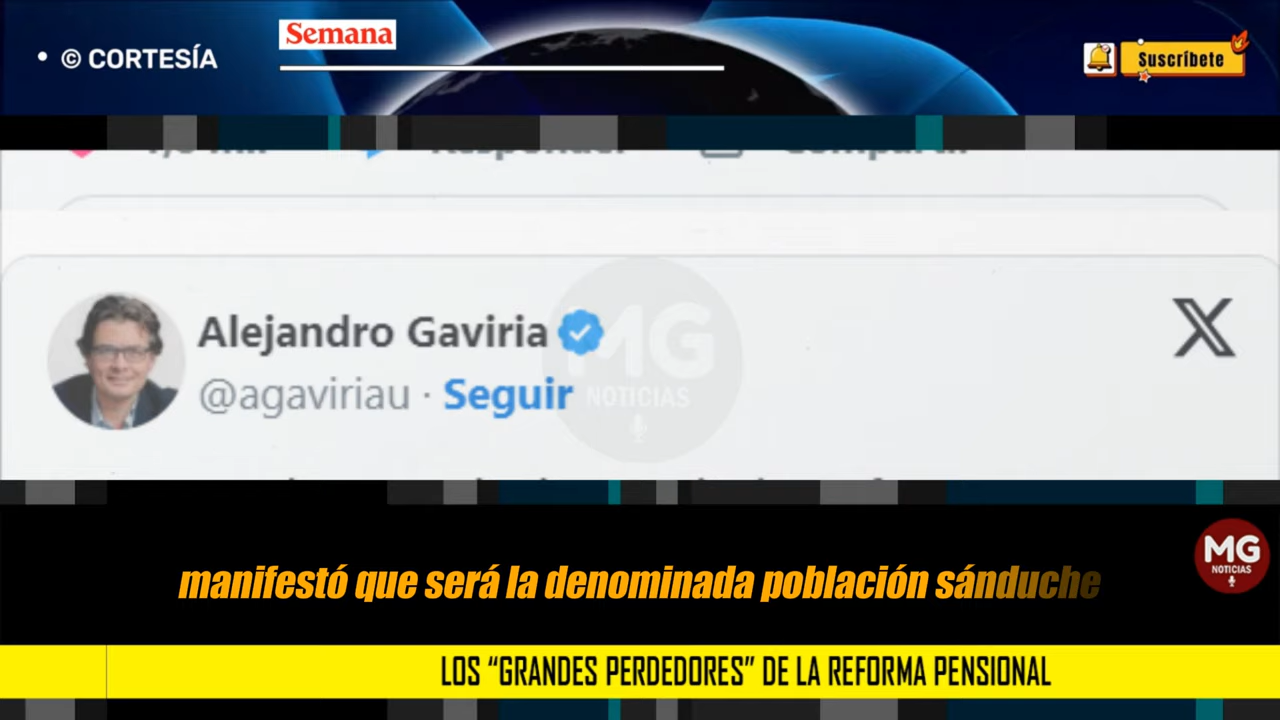 • © CORTESÍA
Semana
Suscríbete
Alejandro Gaviria
@agaviriau · Seguir
MG
NOTICIAS
manifestó que será la denominada población sánduche
MG
NOTICIAS
LOS “GRANDES PERDEDORES” DE LA REFORMA PENSIONAL